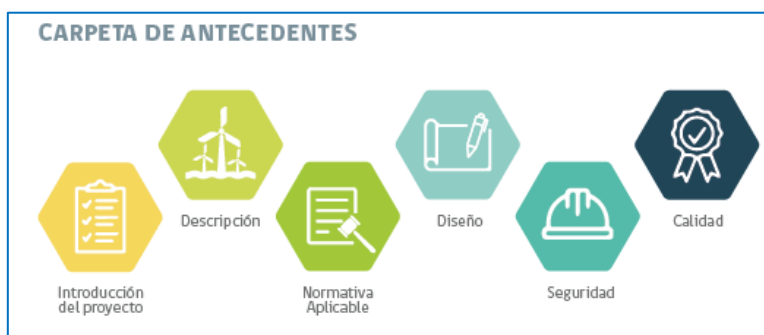 CARPETA DE ANTECEDENTES
Descripción
Diseño
Calidad
Introducción
del proyecto
Normativa
Aplicable
Seguridad